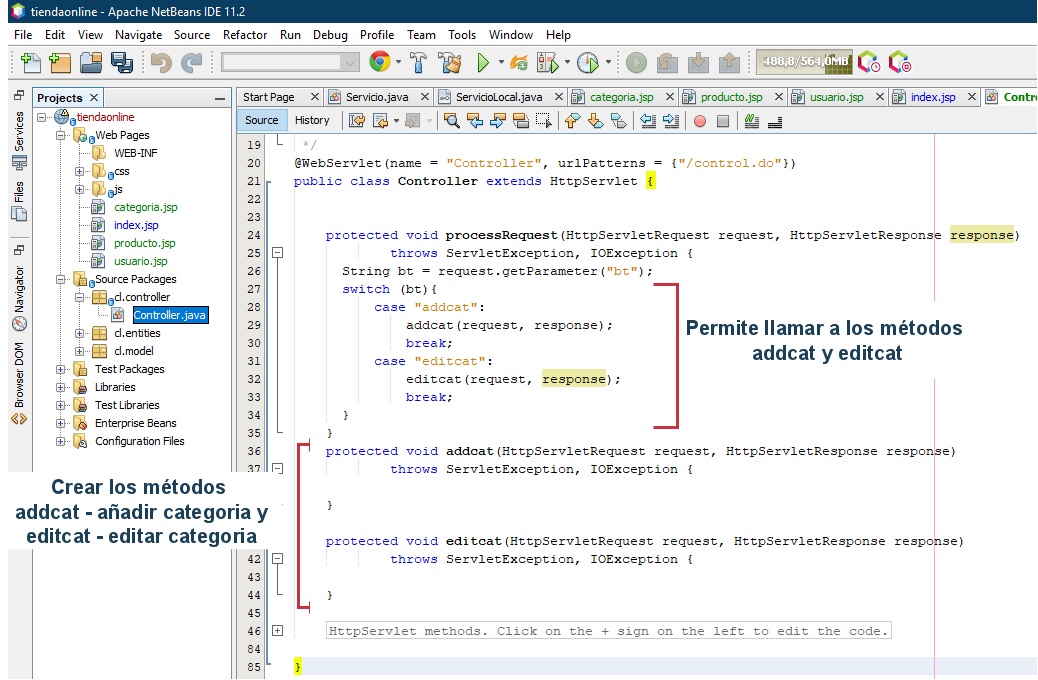 tiendaonline - Apache NetBeans IDE 11.2
File Edit View Navigate Source Refactor Run Debug Profile Team Tools Window Help
488,8/564,0MB
Projects
Services
Files
Navigator
Browser DOM
tiendaonline
Web Pages
WEB-INF
css
js
categoria.jsp
index.jsp
producto.jsp
usuario.jsp
Source Packages
cl.controller
Controller.java
cl.entities
cl.model
Test Packages
Libraries
Test Libraries
Enterprise Beans
Configuration Files
Start Page Servicio.java ServicioLocal.java categoria.jsp producto.jsp usuario.jsp index.jsp Contro
Source History
19 */
20 @WebServlet(name = "Controller", urlPatterns = {"/control.do"})
21 public class Controller extends HttpServlet {
22
23
24 protected void processRequest(HttpServletRequest request, HttpServletResponse response)
25 throws ServletException, IOException {
26 String bt = request.getParameter("bt");
27 switch (bt){
28 case "addcat":
29 addcat(request, response);
30 break;
31 case "editcat":
32 editcat(request, response);
33 break;
34 }
35 }
36 protected void addcat(HttpServletRequest request, HttpServletResponse response)
37 throws ServletException, IOException {
}
protected void editcat(HttpServletRequest request, HttpServletResponse response)
42 throws ServletException, IOException {
43
44 }
45
46 HttpServlet methods. Click on the + sign on the left to edit the code.
84
85 }
Permite llamar a los métodos
addcat y editcat
Crear los métodos
addcat - añadir categoria y
editcat - editar categoria